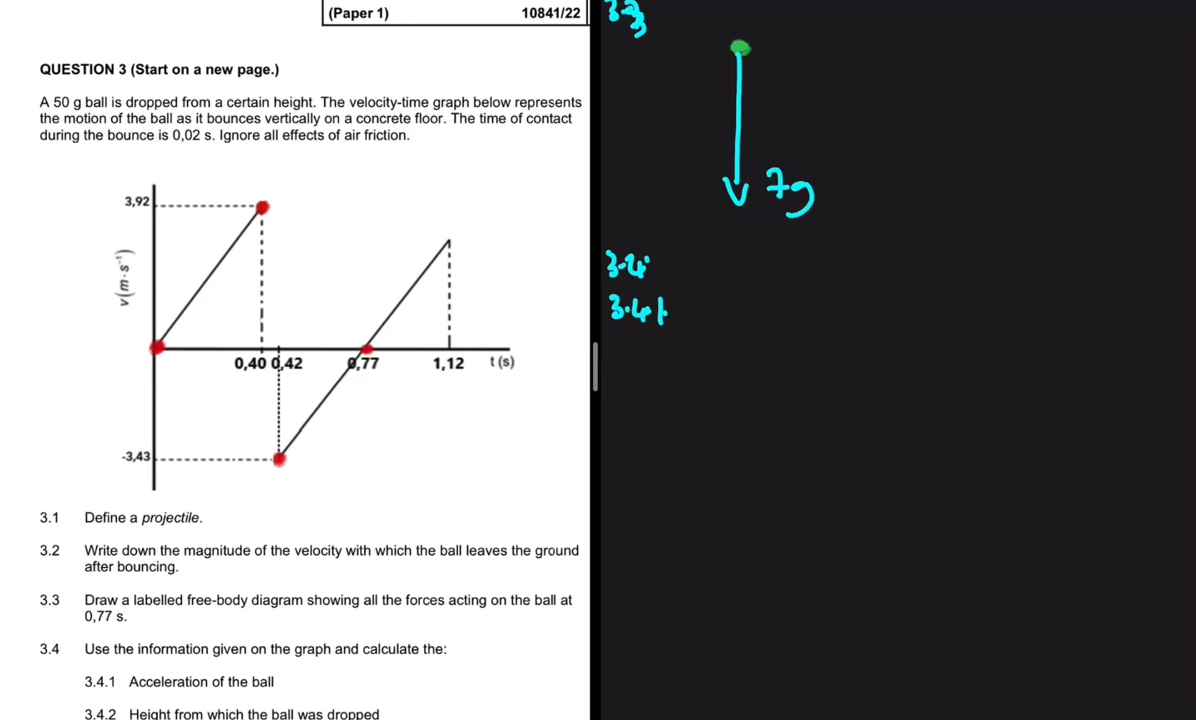 (Paper 1) 10841/22
3.3
QUESTION 3 (Start on a new page.)
A 50 g ball is dropped from a certain height. The velocity-time graph below represents
the motion of the ball as it bounces vertically on a concrete floor. The time of contact
during the bounce is 0,02 s. Ignore all effects of air friction.
Fg
3,92
v(m·s⁻¹)
0,40 0,42 0,77 1,12 t (s)
-3,43
3.4
3.4.1
3.1 Define a projectile.
3.2 Write down the magnitude of the velocity with which the ball leaves the ground
after bouncing.
3.3 Draw a labelled free-body diagram showing all the forces acting on the ball at
0,77 s.
3.4 Use the information given on the graph and calculate the:
3.4.1 Acceleration of the ball
3.4.2 Height from which the ball was dropped